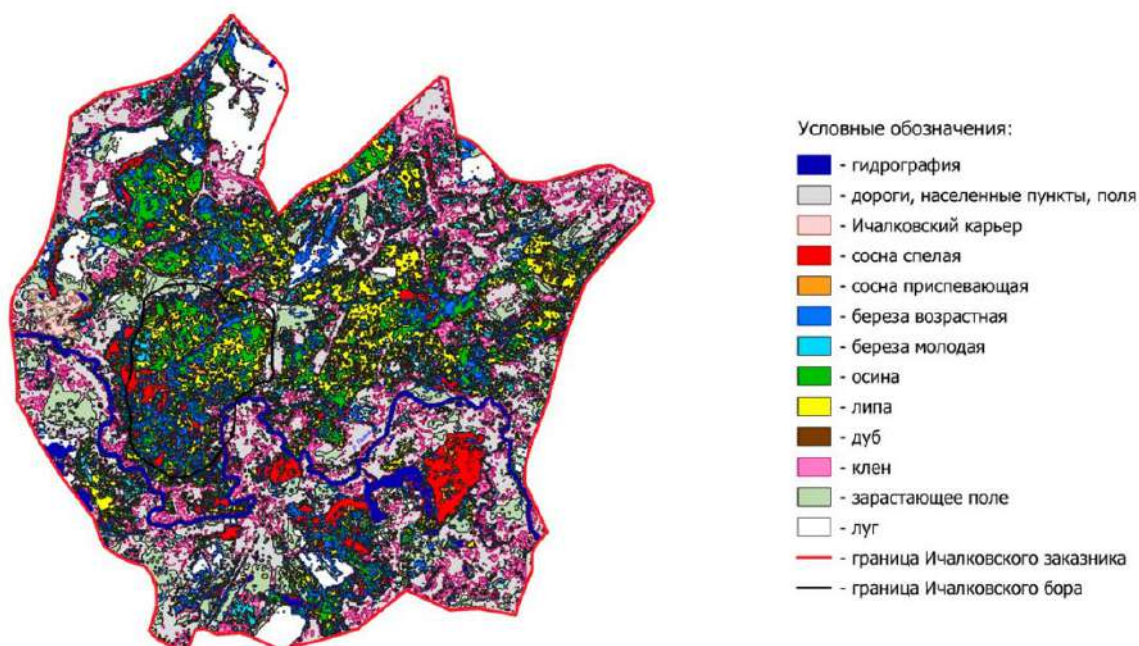 Условные обозначения:
- гидрография
- дороги, населенные пункты, поля
- Ичалковский карьер
- сосна спелая
- сосна приспевающая
- береза возрастная
- береза молодая
- осина
- липа
- дуб
- клен
- зарастающее поле
- луг
- граница Ичалковского заказника
- граница Ичалковского бора